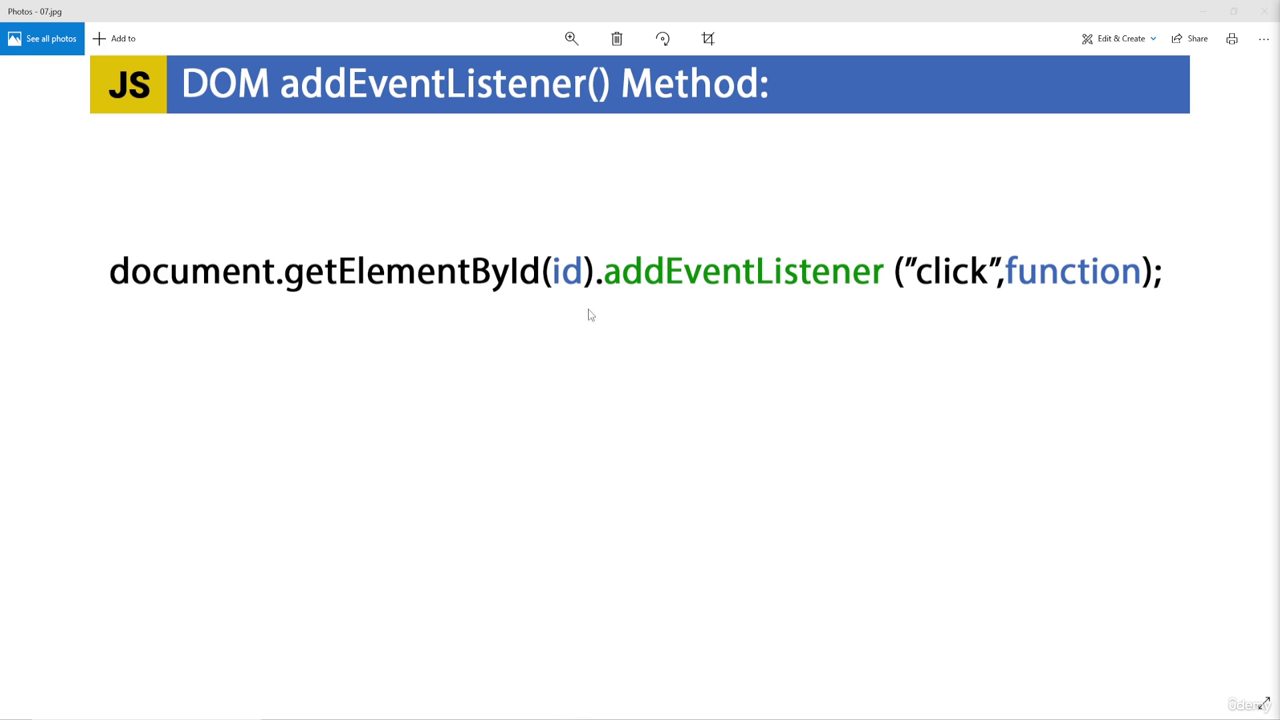 Photos - 07.jpg
See all photos
Add to
Edit & Create
Share
JS DOM addEventListener() Method:
document.getElementById(id).addEventListener ("click",function);
ûdemy